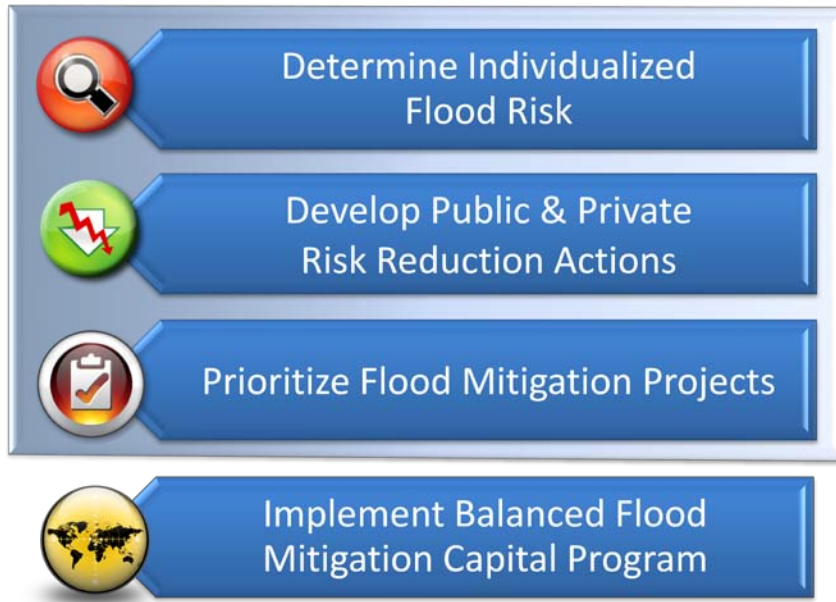 Determine Individualized
Flood Risk
Develop Public & Private
Risk Reduction Actions
Prioritize Flood Mitigation Projects
Implement Balanced Flood
Mitigation Capital Program